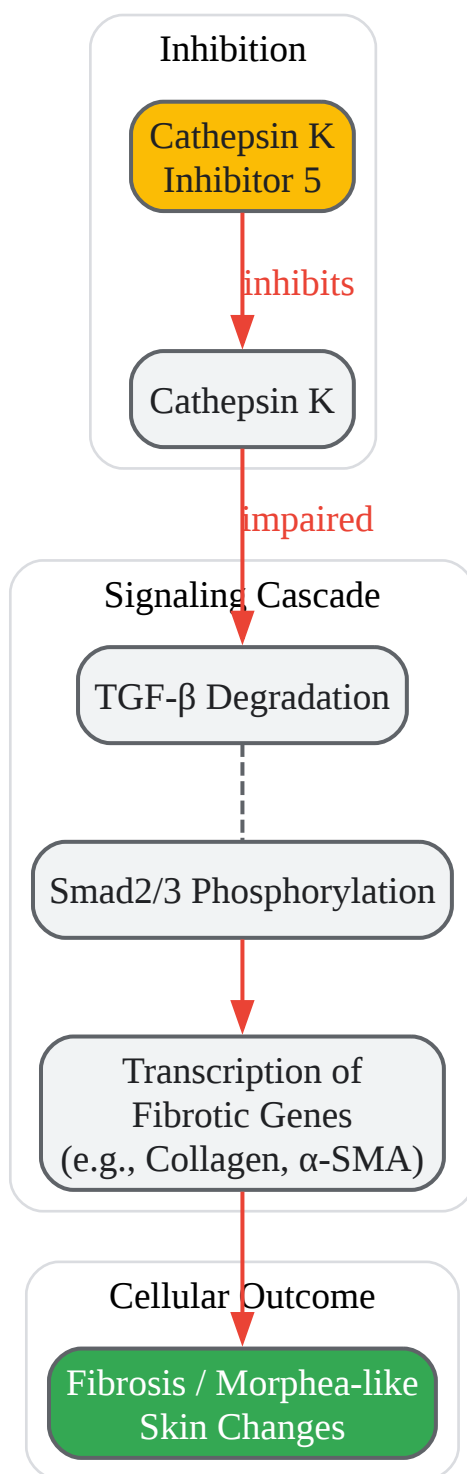 Inhibition
Cathepsin K
Inhibitor 5
inhibits
Cathepsin K
impaired
Signaling Cascade
TGF-β Degradation
Smad2/3 Phosphorylation
Transcription of
Fibrotic Genes
(e.g., Collagen, α-SMA)
Cellular Outcome
Fibrosis / Morphea-like
Skin Changes